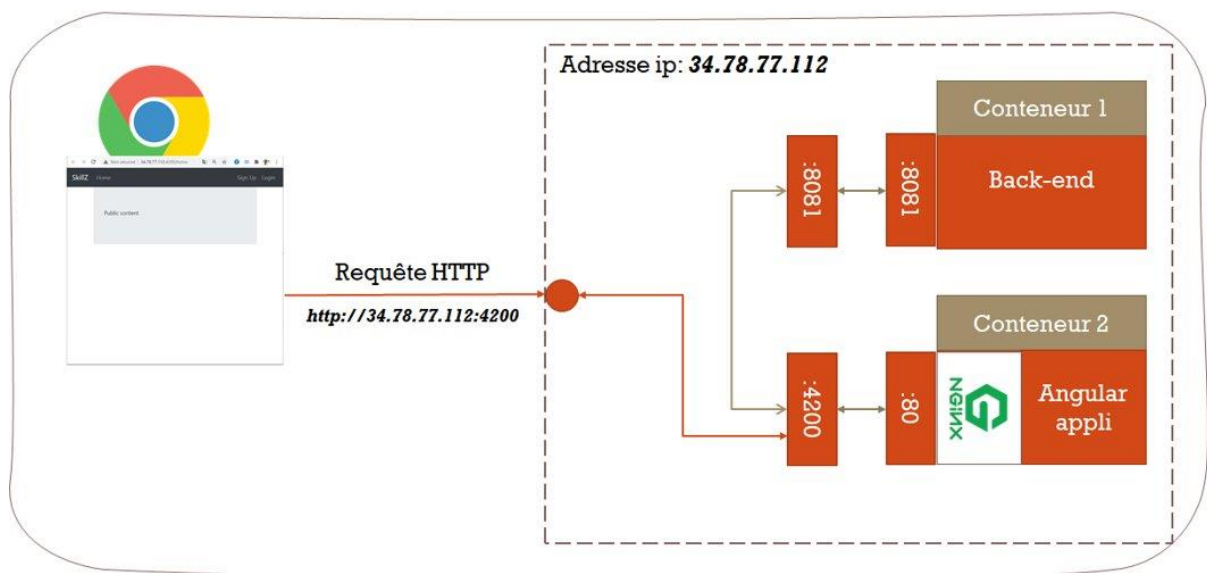 Adresse ip: 34.78.77.112
Conteneur 1
Back-end
:8081
:8081
SkillZ Home Sign Up Login
Public content
Requête HTTP
http://34.78.77.112:4200
Conteneur 2
:4200
:80
NGINX
Angular
appli